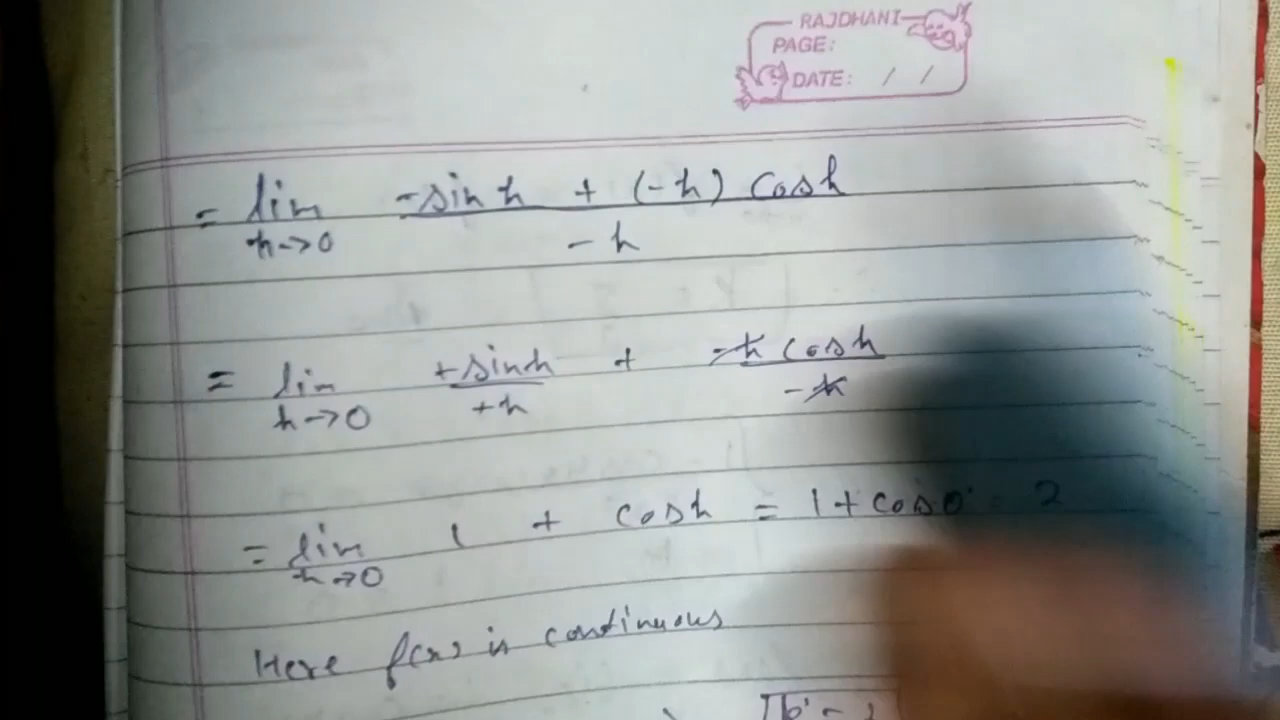 RAJDHANI
PAGE:
DATE: / /
= lim -sin h + (-h) cos h
h→0 -h
= lim +sin h + -h cos h
h→0 +h -h
= lim 1 + cos h = 1 + cos 0 = 2
h→0
Here f(x) is continuous